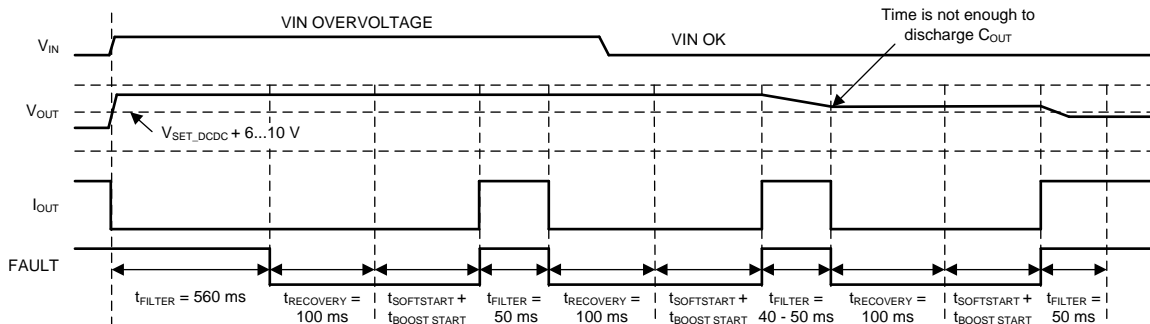 VIN OVERVOLTAGE
Time is not enough to
discharge COUT
VIN
VIN OK
VOUT
VSET_DCDC + 6...10 V
IOUT
FAULT
tFILTER = 560 ms
tRECOVERY =
100 ms
tSOFTSTART +
tBOOST START
tFILTER =
50 ms
tRECOVERY =
100 ms
tSOFTSTART +
tBOOST START
tFILTER =
40 - 50 ms
tRECOVERY =
100 ms
tSOFTSTART +
tBOOST START
tFILTER =
50 ms